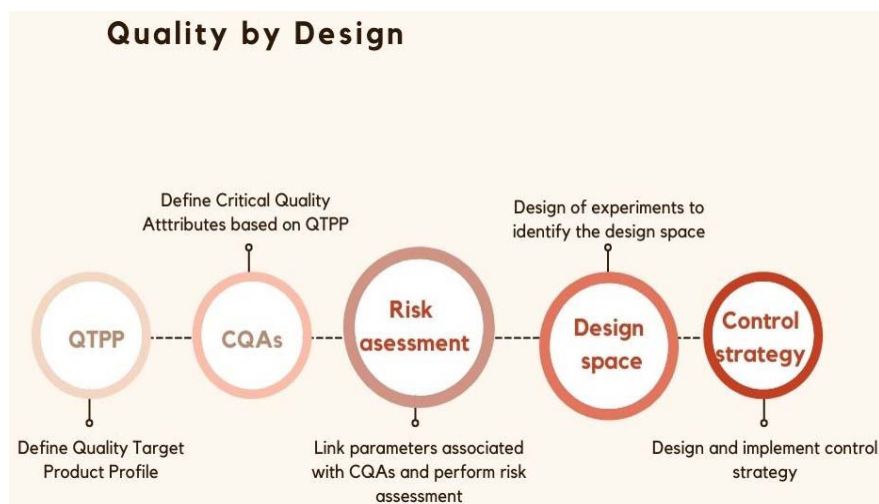 Quality by Design
Define Critical Quality
Atttributes based on QTPP
Design of experiments to
identify the design space
QTPP
CQAs
Risk
asessment
Design
space
Control
strategy
Define Quality Target
Product Profile
Link parameters associated
with CQAs and perform risk
assessment
Design and implement control
strategy